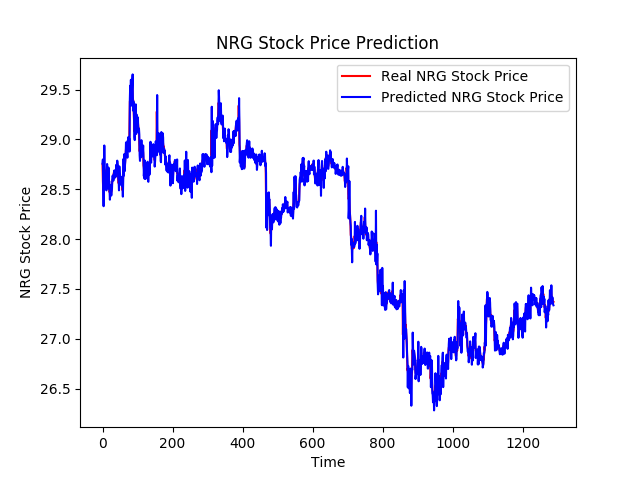 NRG Stock Price Prediction
Real NRG Stock Price
Predicted NRG Stock Price
NRG Stock Price
29.5
29.0
28.5
28.0
27.5
27.0
26.5
0 200 400 600 800 1000 1200
Time